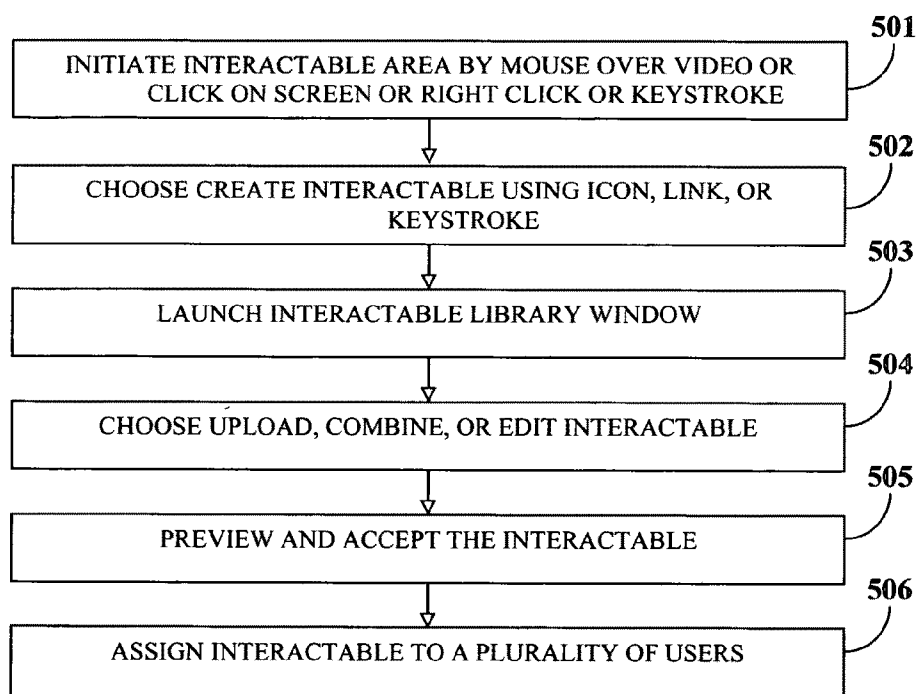 501
INITIATE INTERACTABLE AREA BY MOUSE OVER VIDEO OR
CLICK ON SCREEN OR RIGHT CLICK OR KEYSTROKE
502
CHOOSE CREATE INTERACTABLE USING ICON, LINK, OR
KEYSTROKE
503
LAUNCH INTERACTABLE LIBRARY WINDOW
504
CHOOSE UPLOAD, COMBINE, OR EDIT INTERACTABLE
505
PREVIEW AND ACCEPT THE INTERACTABLE
506
ASSIGN INTERACTABLE TO A PLURALITY OF USERS